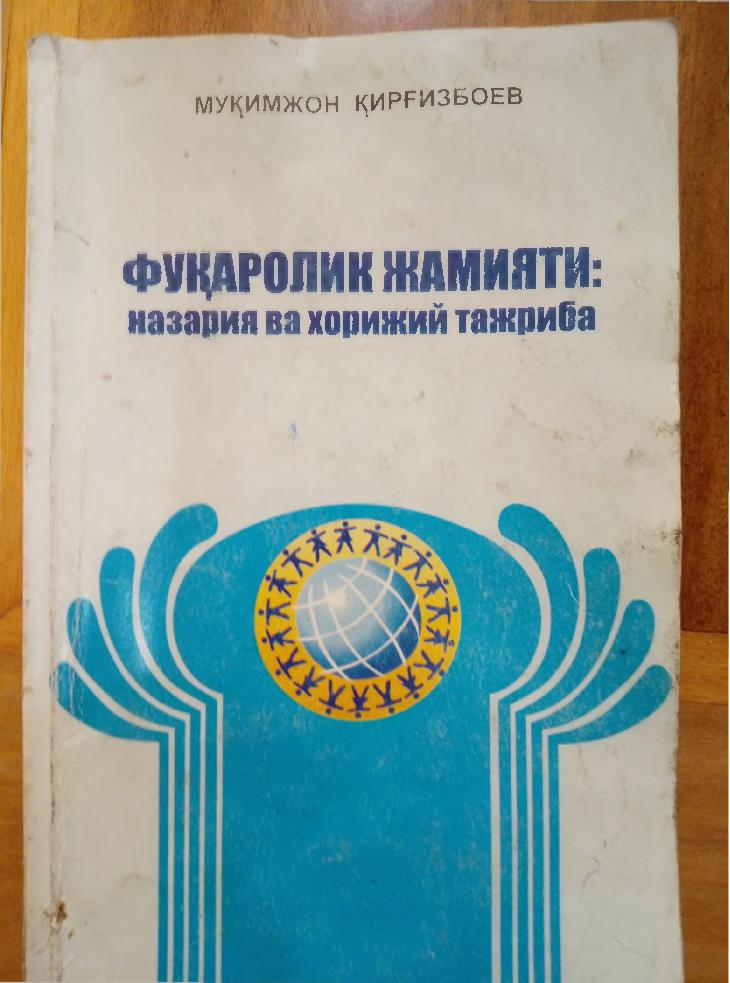 МУҚИМЖОН ҚИРҒИЗБОЕВ
ФУҚАРОЛИК ЖАМИЯТИ:
назария ва хорижий тажриба